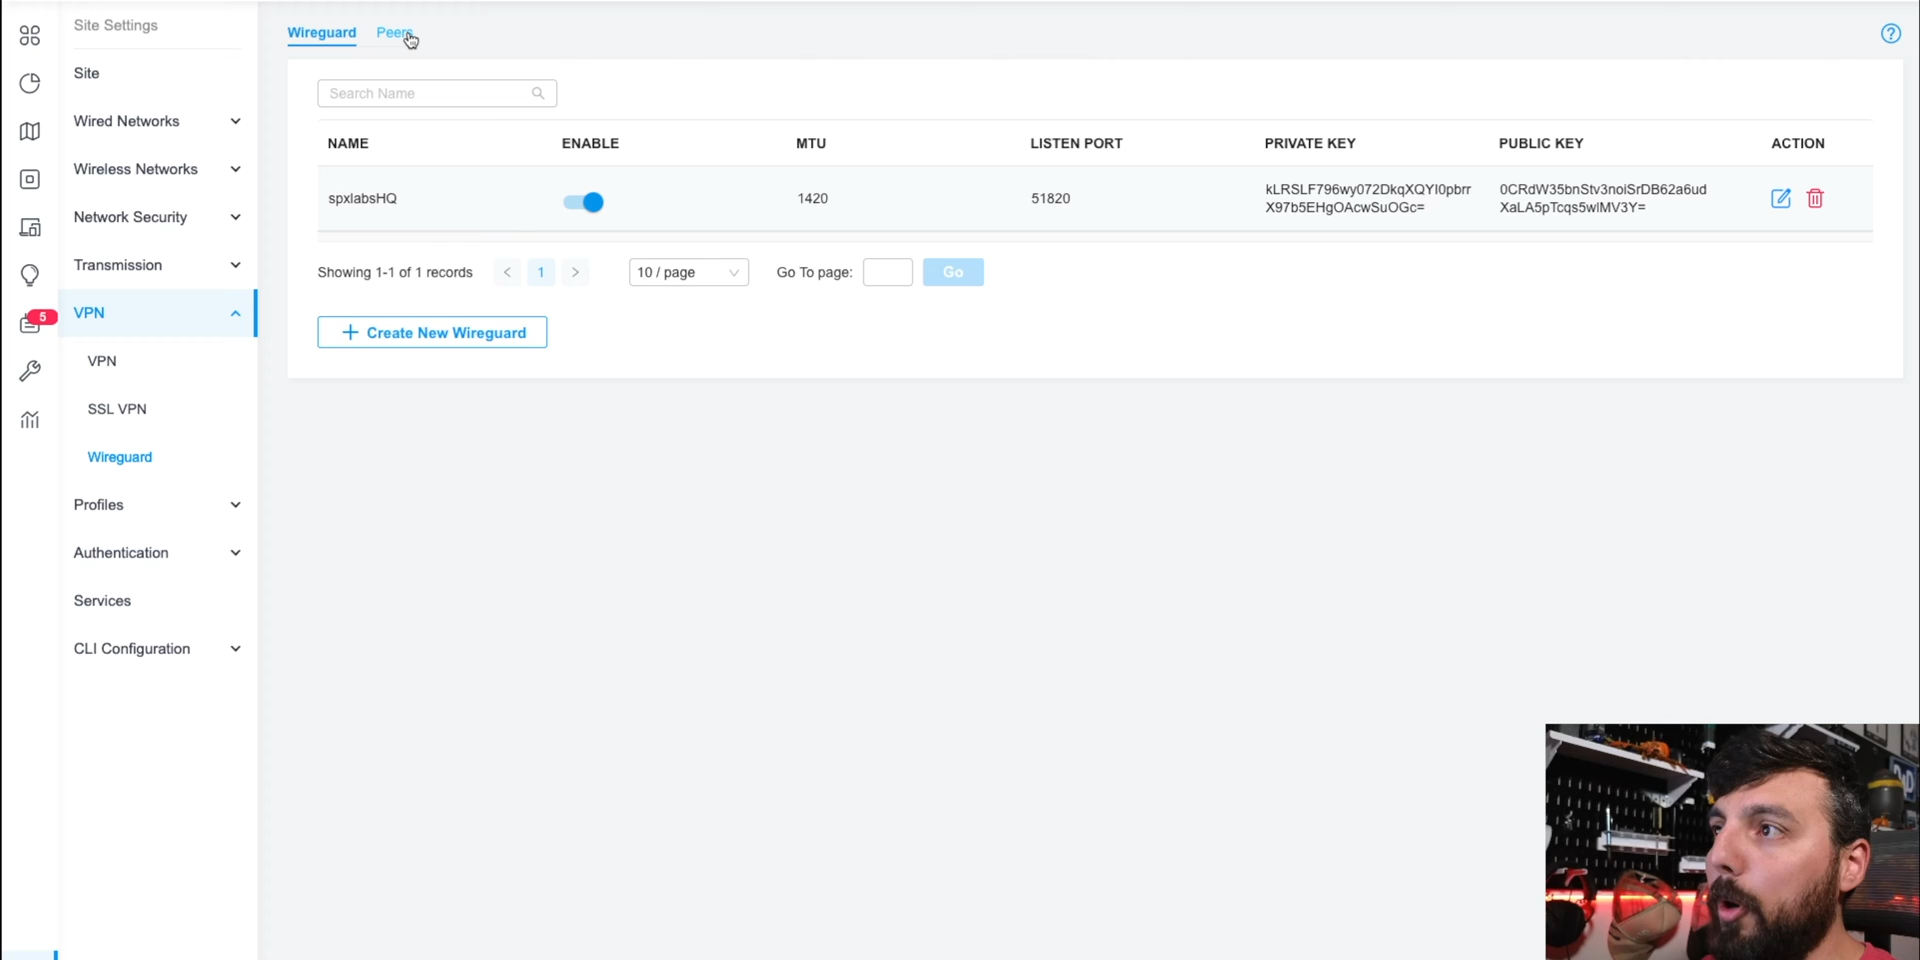 Site Settings
Wireguard Peers
Site
Search Name
Wired Networks
NAME ENABLE MTU LISTEN PORT PRIVATE KEY PUBLIC KEY ACTION
Wireless Networks
spxlabsHQ 1420 51820 kLRSLF796wy072DkqXQYI0pbrr 0CRdW35bnStv3noiSrDB62a6ud
X97b5EHgOAcwSuOGc= XaLA5pTcqs5wlMV3Y=
Network Security
Transmission
Showing 1-1 of 1 records < 1 > 10 / page Go To page: Go
5
VPN
+ Create New Wireguard
VPN
SSL VPN
Wireguard
Profiles
Authentication
Services
CLI Configuration